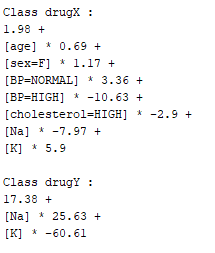 Class drugX :
1.98 +
[age] * 0.69 +
[sex=F] * 1.17 +
[BP=NORMAL] * 3.36 +
[BP=HIGH] * -10.63 +
[cholesterol=HIGH] * -2.9 +
[Na] * -7.97 +
[K] * 5.9
Class drugY :
17.38 +
[Na] * 25.63 +
[K] * -60.61